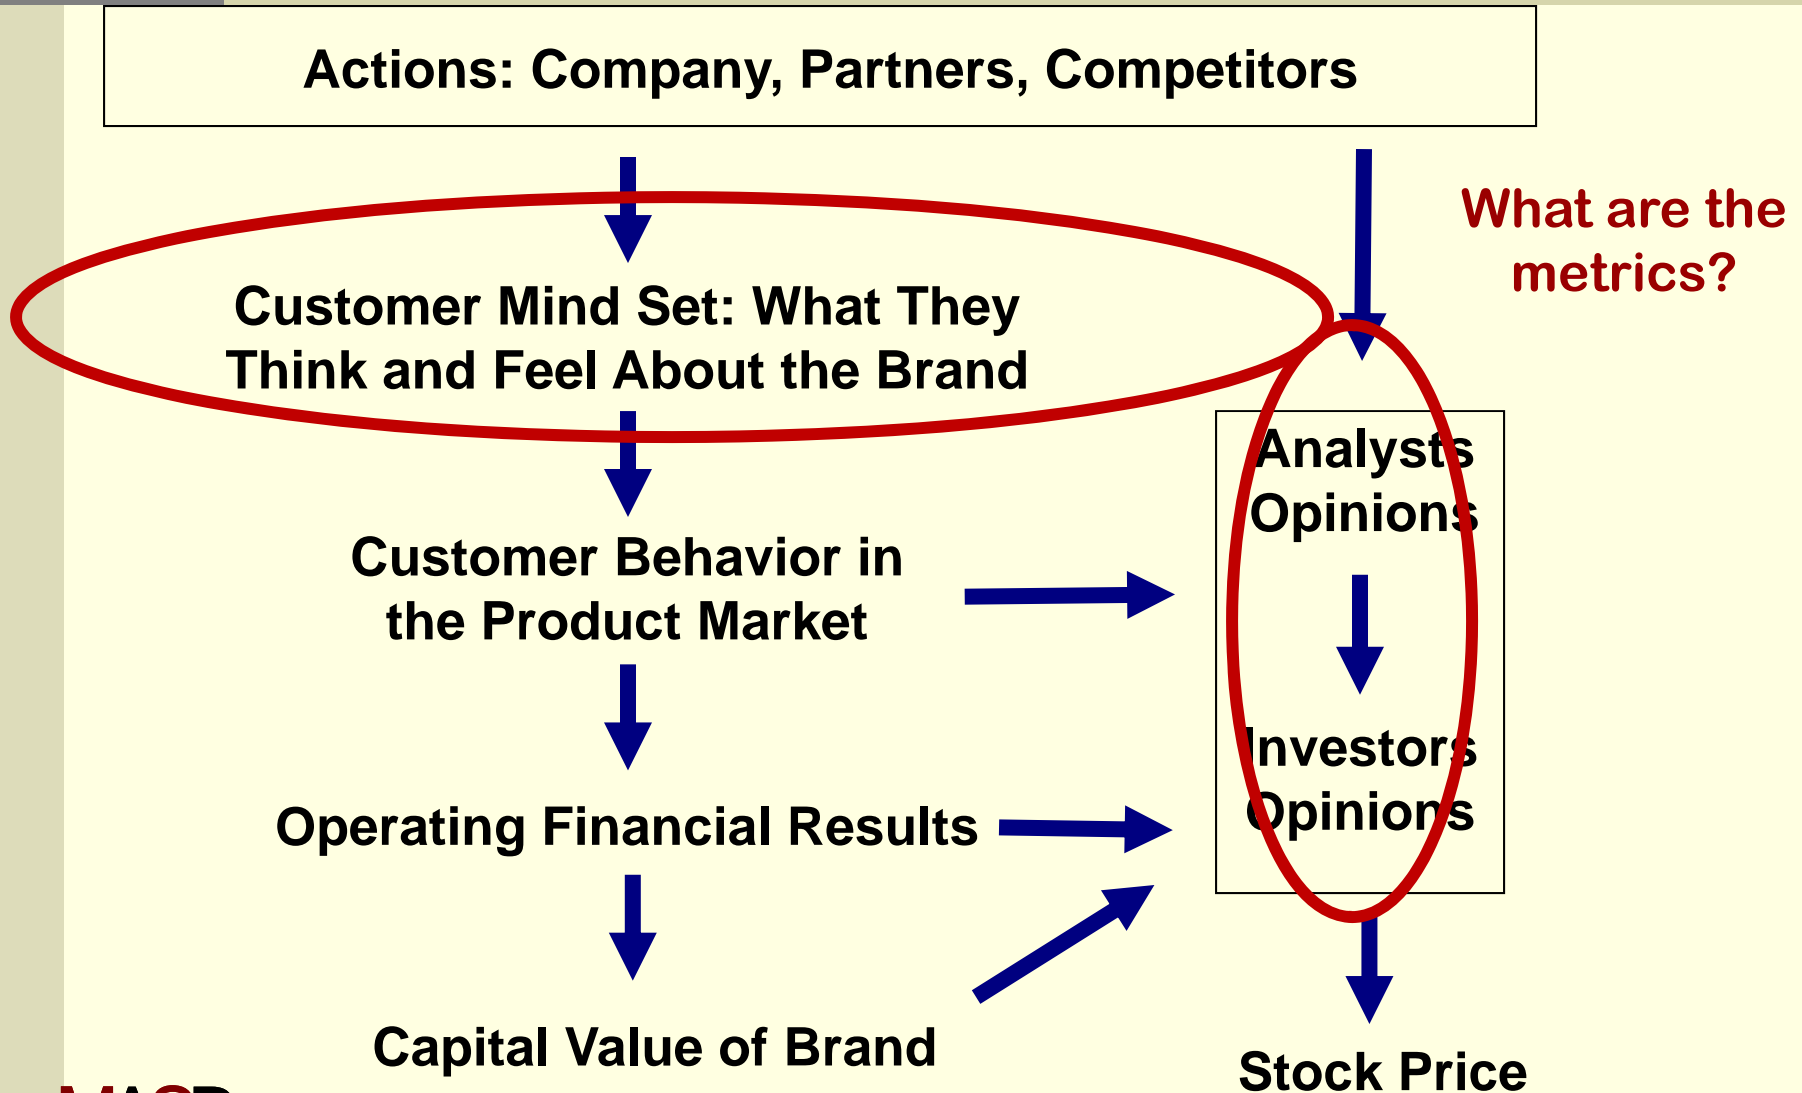 Actions: Company, Partners, Competitors
What are the
metrics?
Customer Mind Set: What They
Think and Feel About the Brand
Analysts
Opinions
Customer Behavior in
the Product Market
Investors
Opinions
Operating Financial Results
Capital Value of Brand
Stock Price